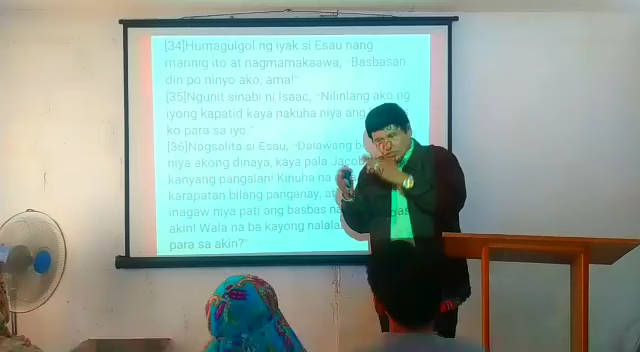 [34]Humagulgol ng iyak si Esau nang
marinig ito at nagmamakaawa, "Basbasan
din po ninyo ako, ama!"
[35]Ngunit sinabi ni Isaac, "Nilinlang ako ng
iyong kapatid kaya nakuha niya ang
ko para sa iyo."
[36]Nagsalita si Esau, "Dalawang
niya akong dinaya, kaya pala Jacob
kanyang pangalan! Kinuha na
karapatan bilang panganay,
inagaw niya pati ang basbas
akin! Wala na ba kayong
para sa akin?"